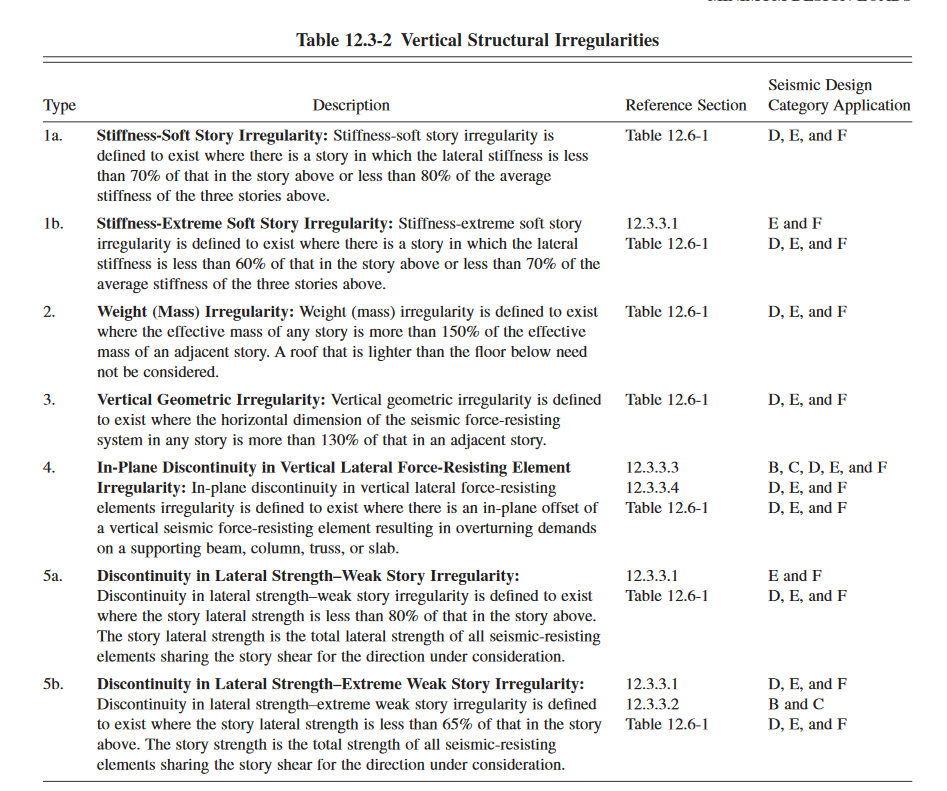 MINIMUM DESIGN LOADS
Table 12.3-2 Vertical Structural Irregularities
Seismic Design
Type Description Reference Section Category Application
1a. Stiffness-Soft Story Irregularity: Stiffness-soft story irregularity is Table 12.6-1 D, E, and F
defined to exist where there is a story in which the lateral stiffness is less
than 70% of that in the story above or less than 80% of the average
stiffness of the three stories above.
1b. Stiffness-Extreme Soft Story Irregularity: Stiffness-extreme soft story 12.3.3.1 E and F
irregularity is defined to exist where there is a story in which the lateral Table 12.6-1 D, E, and F
stiffness is less than 60% of that in the story above or less than 70% of the
average stiffness of the three stories above.
2. Weight (Mass) Irregularity: Weight (mass) irregularity is defined to exist Table 12.6-1 D, E, and F
where the effective mass of any story is more than 150% of the effective
mass of an adjacent story. A roof that is lighter than the floor below need
not be considered.
3. Vertical Geometric Irregularity: Vertical geometric irregularity is defined Table 12.6-1 D, E, and F
to exist where the horizontal dimension of the seismic force-resisting
system in any story is more than 130% of that in an adjacent story.
4. In-Plane Discontinuity in Vertical Lateral Force-Resisting Element 12.3.3.3 B, C, D, E, and F
Irregularity: In-plane discontinuity in vertical lateral force-resisting 12.3.3.4 D, E, and F
elements irregularity is defined to exist where there is an in-plane offset of Table 12.6-1 D, E, and F
a vertical seismic force-resisting element resulting in overturning demands
on a supporting beam, column, truss, or slab.
5a. Discontinuity in Lateral Strength–Weak Story Irregularity: 12.3.3.1 E and F
Discontinuity in lateral strength–weak story irregularity is defined to exist Table 12.6-1 D, E, and F
where the story lateral strength is less than 80% of that in the story above.
The story lateral strength is the total lateral strength of all seismic-resisting
elements sharing the story shear for the direction under consideration.
5b. Discontinuity in Lateral Strength–Extreme Weak Story Irregularity: 12.3.3.1 D, E, and F
Discontinuity in lateral strength–extreme weak story irregularity is defined 12.3.3.2 B and C
to exist where the story lateral strength is less than 65% of that in the story Table 12.6-1 D, E, and F
above. The story strength is the total strength of all seismic-resisting
elements sharing the story shear for the direction under consideration.